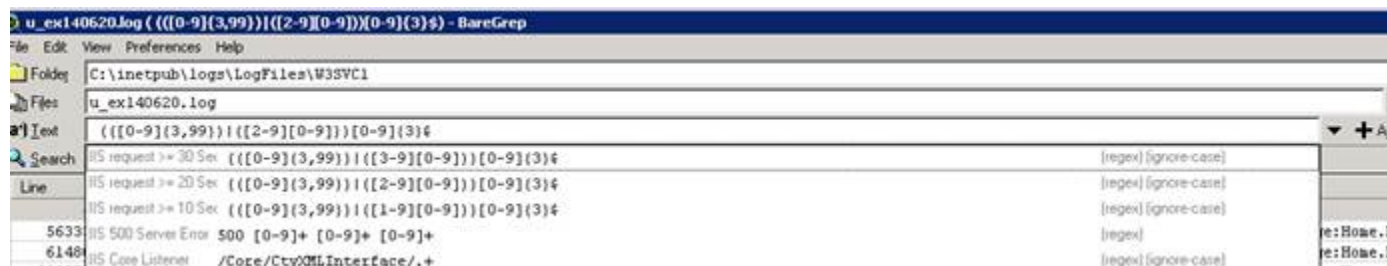 u_ex140620.log ( (([0-9]{3,99})|([2-9][0-9]))[0-9]{3}$) - BareGrep
File Edit View Preferences Help
Folder C:\inetpub\logs\LogFiles\W3SVC1
Files u_ex140620.log
Text (([0-9]{3,99})|([2-9][0-9]))[0-9]{3}$
Search IIS request >= 30 Sec (([0-9]{3,99})|([3-9][0-9]))[0-9]{3}$ [regex] [ignore-case]
Line IIS request >= 20 Sec (([0-9]{3,99})|([2-9][0-9]))[0-9]{3}$ [regex] [ignore-case]
IIS request >= 10 Sec (([0-9]{3,99})|([1-9][0-9]))[0-9]{3}$ [regex] [ignore-case]
5633 IIS 500 Server Error 500 [0-9]+ [0-9]+ [0-9]+ [regex] e:Home.
6148 IIS Core Listener /Core/CtyXMLInterface/.+ [regex] [ignore-case] e:Home.